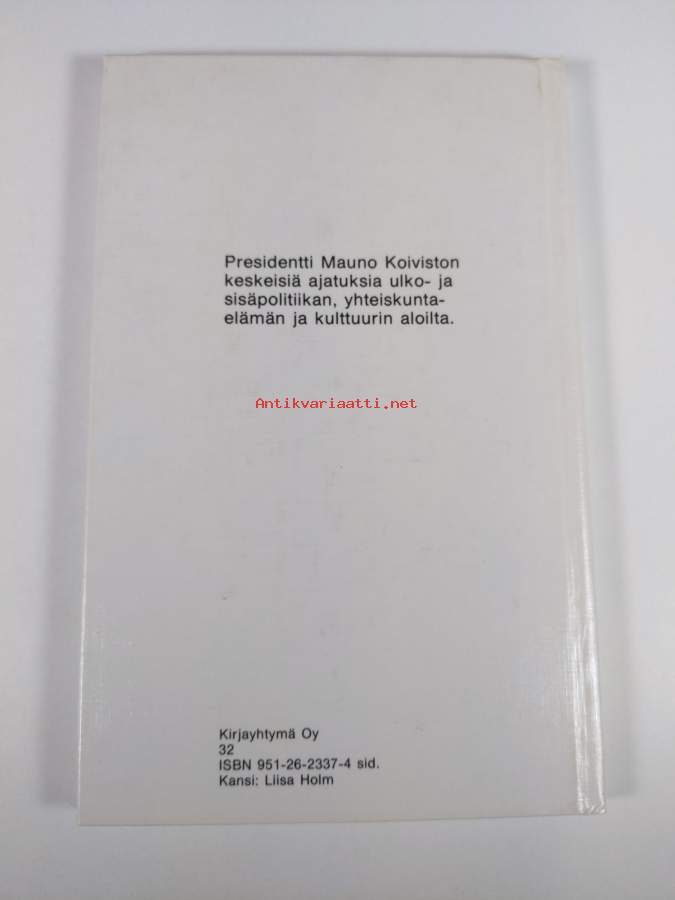 Presidentti Mauno Koiviston
keskeisiä ajatuksia ulko- ja
sisäpolitiikan, yhteiskunta-
elämän ja kulttuurin aloilta.
Antikvariaatti.net
Kirjayhtymä Oy
32
ISBN 951-26-2337-4 sid.
Kansi: Liisa Holm